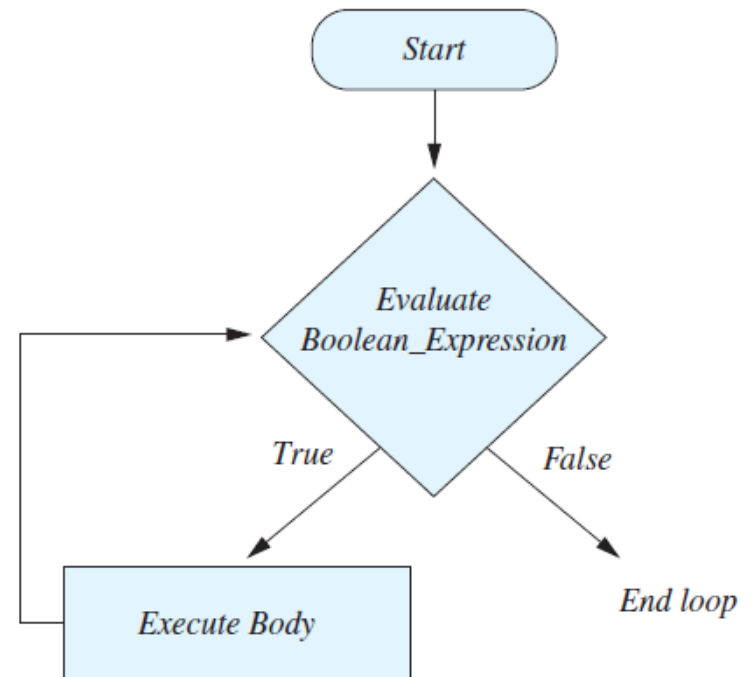 Start
Evaluate
Boolean_Expression
True
False
End loop
Execute Body